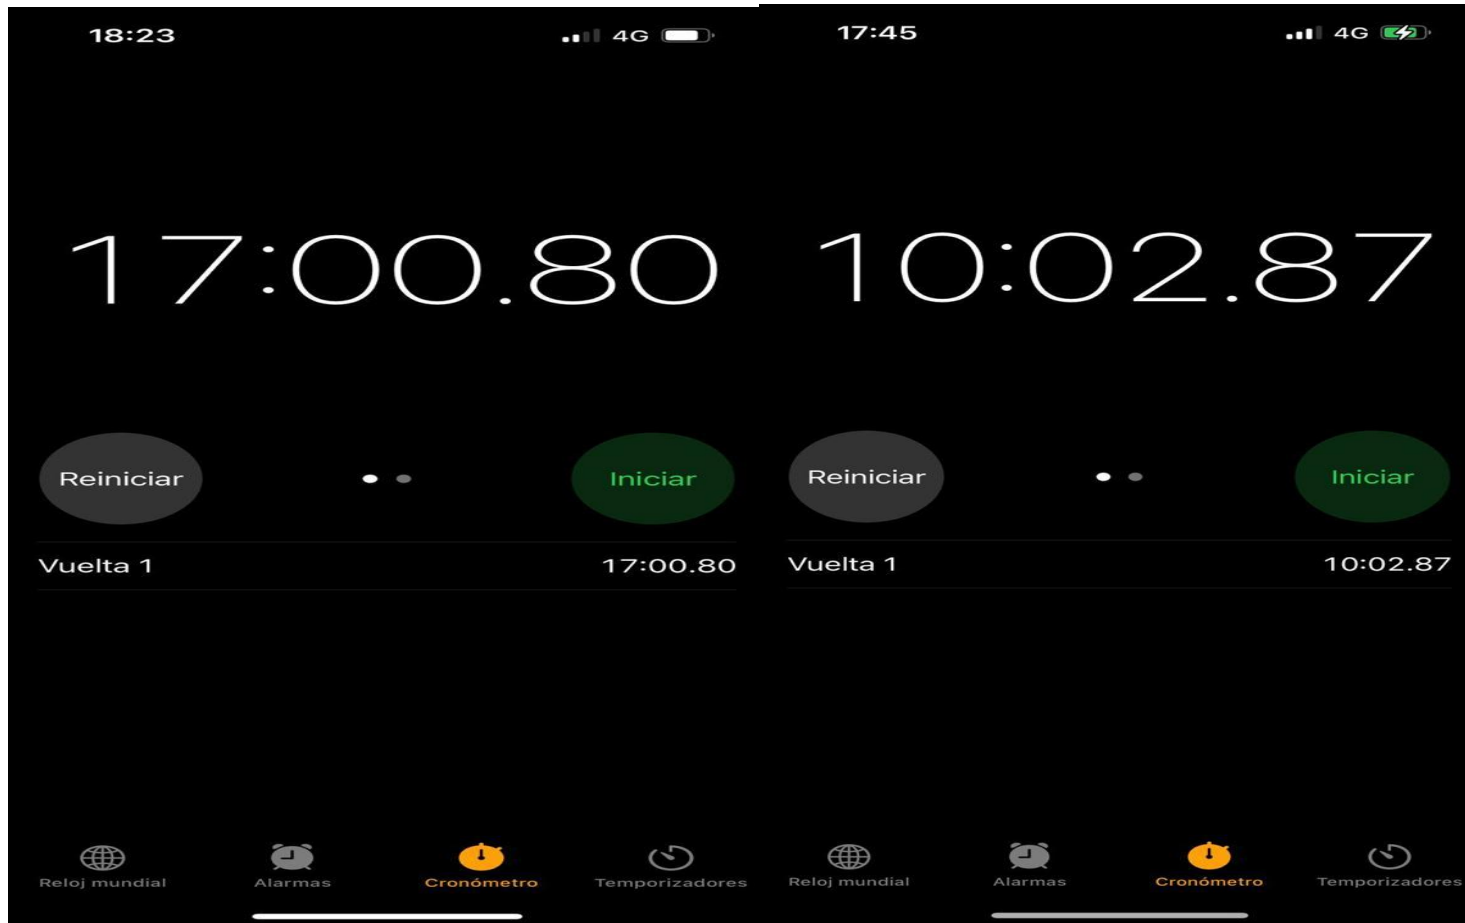 18:23 4G
17:00.80
Reiniciar Iniciar
Vuelta 1 17:00.80
Reloj mundial Alarmas Cronómetro Temporizadores
17:45 4G
10:02.87
Reiniciar Iniciar
Vuelta 1 10:02.87
Reloj mundial Alarmas Cronómetro Temporizadores